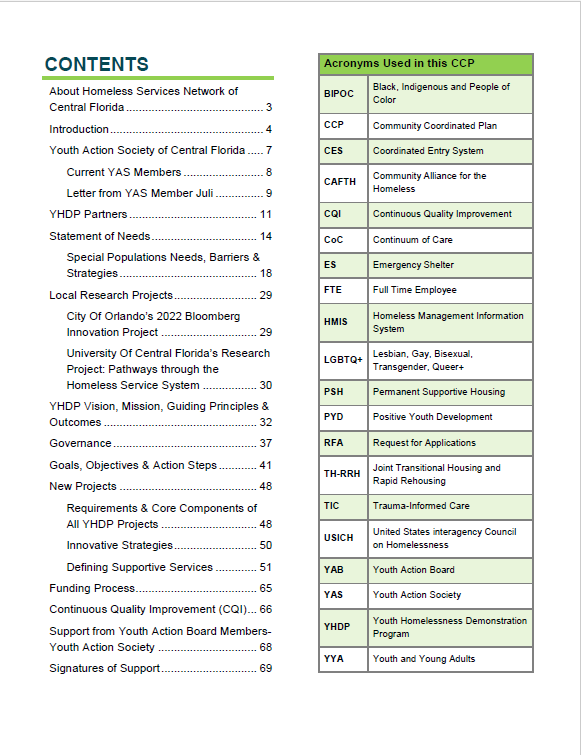 CONTENTS
About Homeless Services Network of
Central Florida ............................................ 3
Introduction ................................................. 4
Youth Action Society of Central Florida ..... 7
Current YAS Members .......................... 8
Letter from YAS Member Juli ............... 9
YHDP Partners .......................................... 11
Statement of Needs .................................. 14
Special Populations Needs, Barriers &
Strategies ............................................ 18
Local Research Projects .......................... 29
City Of Orlando's 2022 Bloomberg
Innovation Project ............................... 29
University Of Central Florida's Research
Project: Pathways through the
Homeless Service System ................. 30
YHDP Vision, Mission, Guiding Principles &
Outcomes ................................................. 32
Governance .............................................. 37
Goals, Objectives & Action Steps ............ 41
New Projects ............................................ 48
Requirements & Core Components of
All YHDP Projects ............................... 48
Innovative Strategies .......................... 50
Defining Supportive Services ............. 51
Funding Process ....................................... 65
Continuous Quality Improvement (CQI) ... 66
Support from Youth Action Board Members-
Youth Action Society ................................ 68
Signatures of Support ............................... 69
Acronyms Used in this CCP
BIPOC Black, Indigenous and People of
Color
CCP Community Coordinated Plan
CES Coordinated Entry System
CAFTH Community Alliance for the
Homeless
CQI Continuous Quality Improvement
CoC Continuum of Care
ES Emergency Shelter
FTE Full Time Employee
HMIS Homeless Management Information
System
LGBTQ+ Lesbian, Gay, Bisexual,
Transgender, Queer+
PSH Permanent Supportive Housing
PYD Positive Youth Development
RFA Request for Applications
TH-RRH Joint Transitional Housing and
Rapid Rehousing
TIC Trauma-Informed Care
USICH United States interagency Council
on Homelessness
YAB Youth Action Board
YAS Youth Action Society
YHDP Youth Homelessness Demonstration
Program
YYA Youth and Young Adults